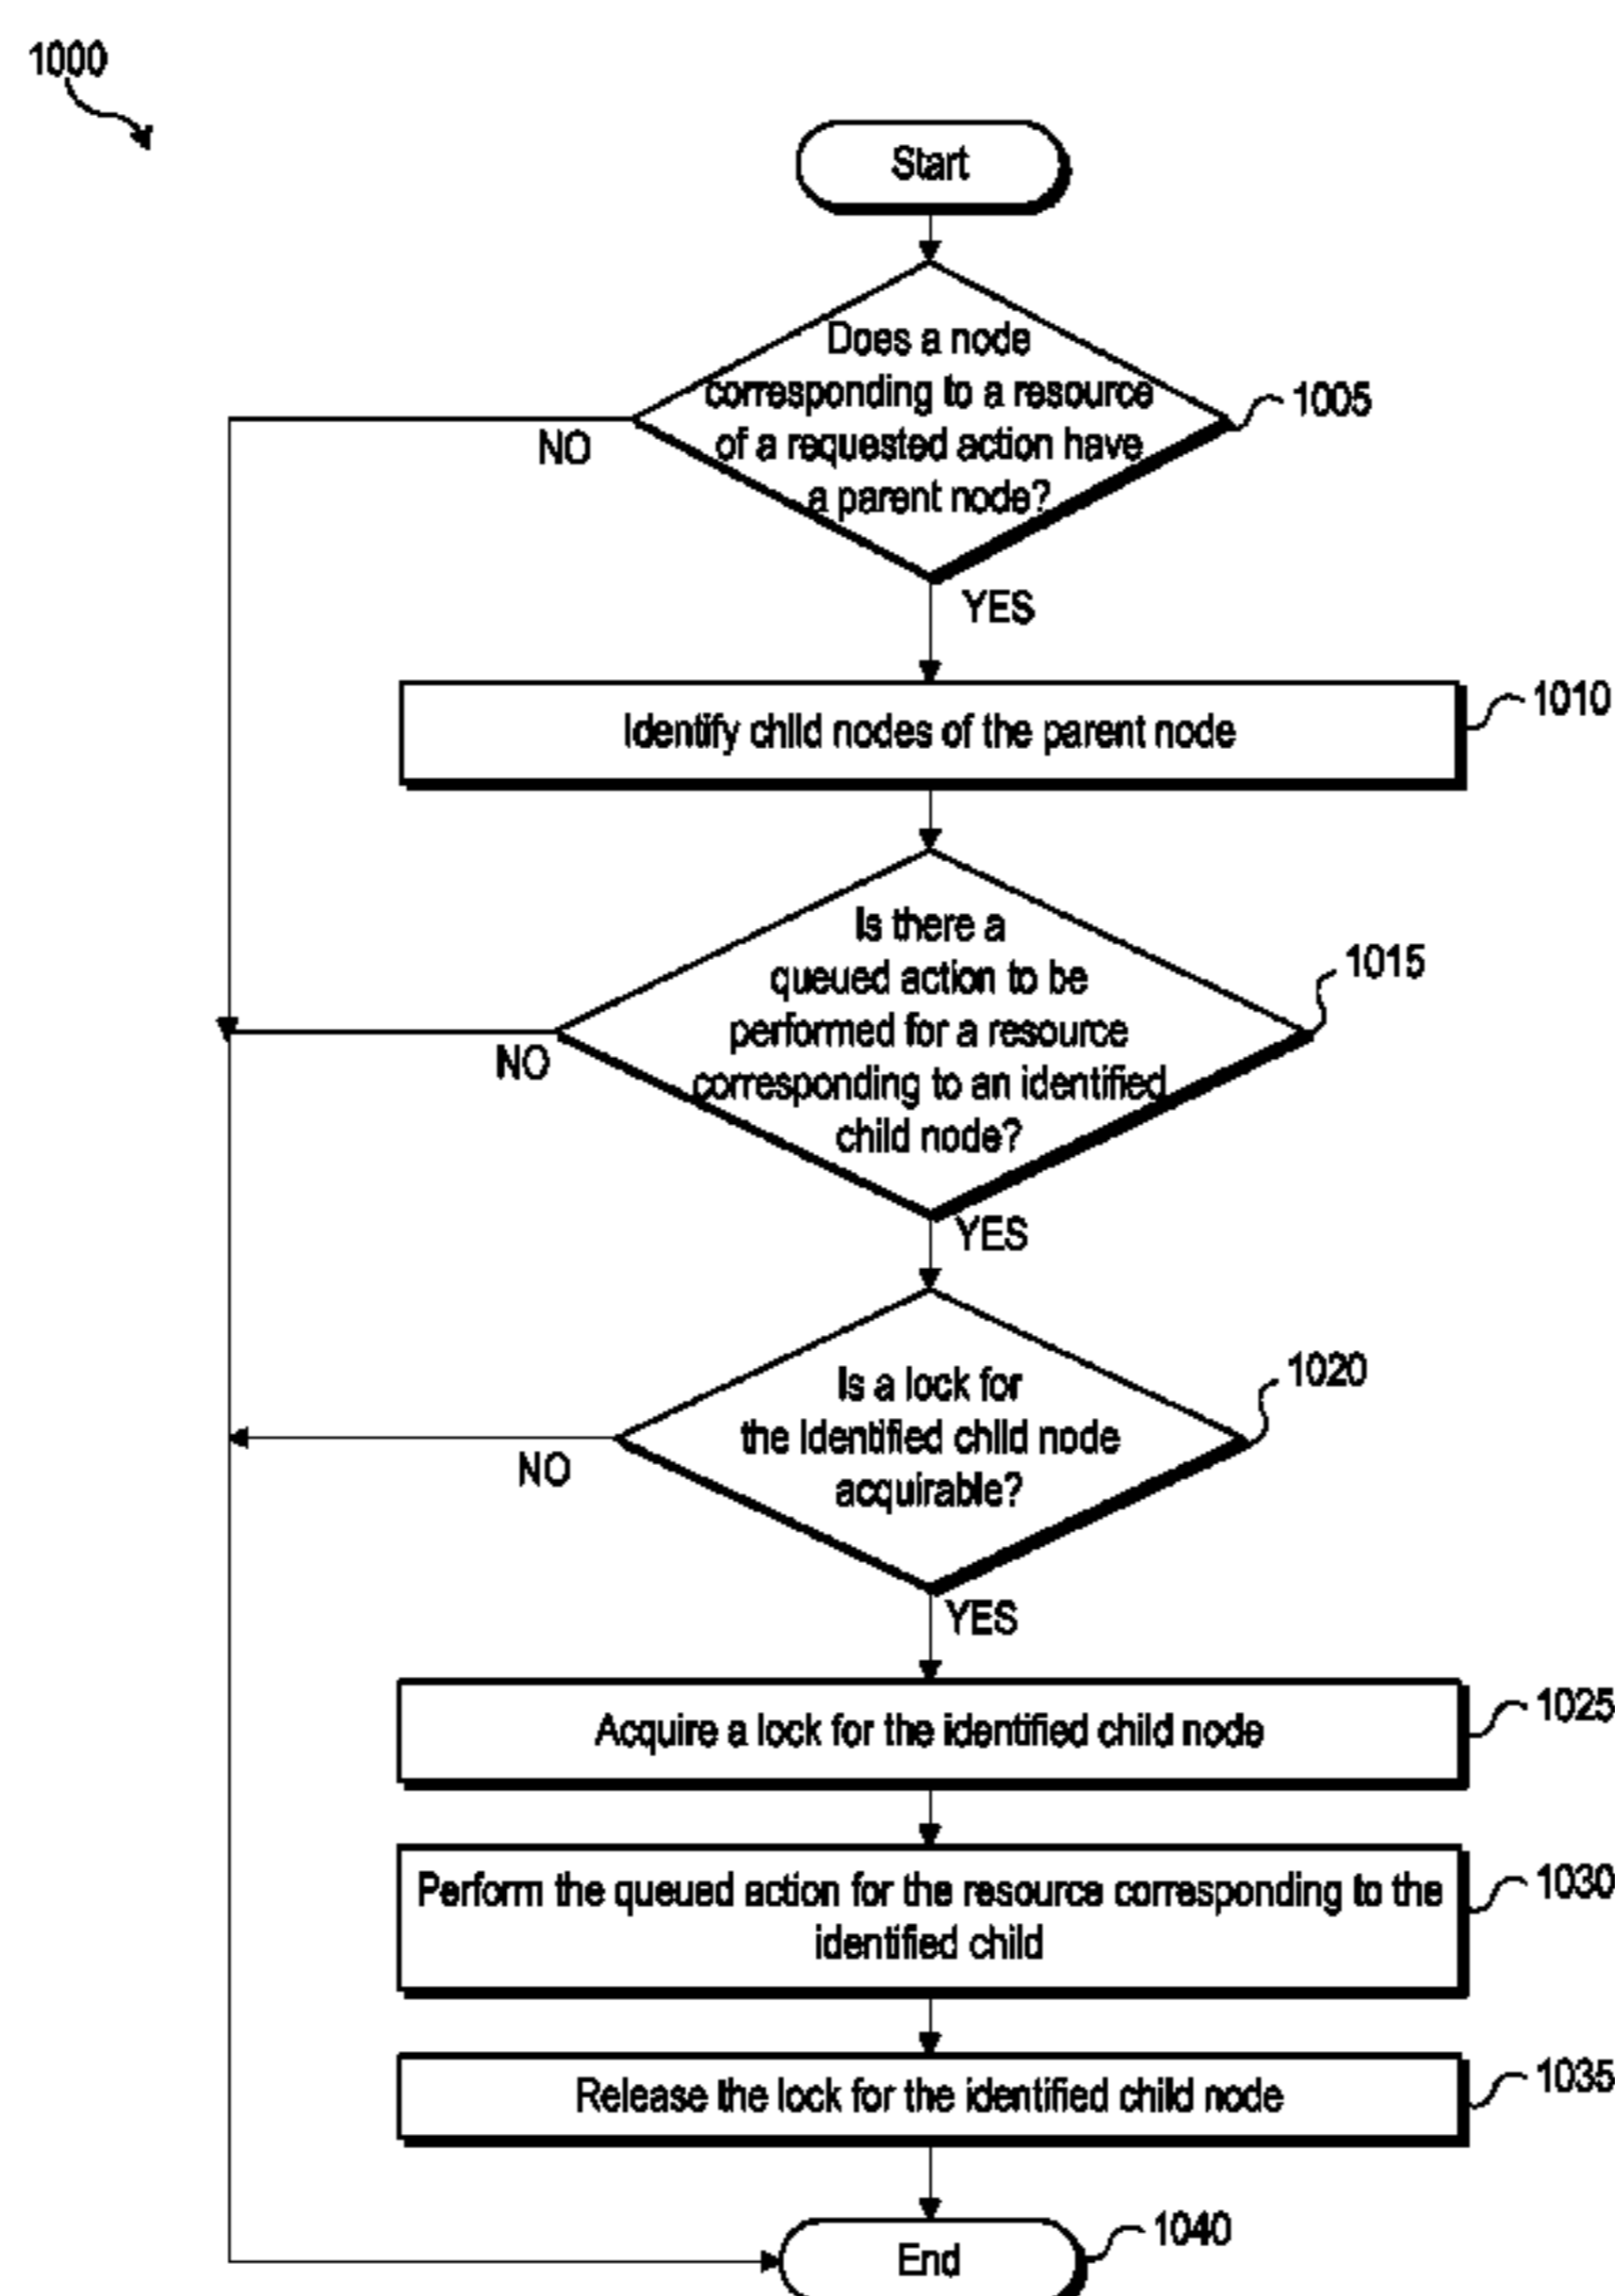 1000
Start
Does a node
corresponding to a resource
of a requested action have
a parent node?
1005
NO
YES
Identify child nodes of the parent node
1010
Is there a
queued action to be
performed for a resource
corresponding to an identified
child node?
1015
NO
YES
Is a lock for
the identified child node
acquirable?
1020
NO
YES
Acquire a lock for the identified child node
1025
Perform the queued action for the resource corresponding to the
identified child
1030
Release the lock for the identified child node
1035
End
1040